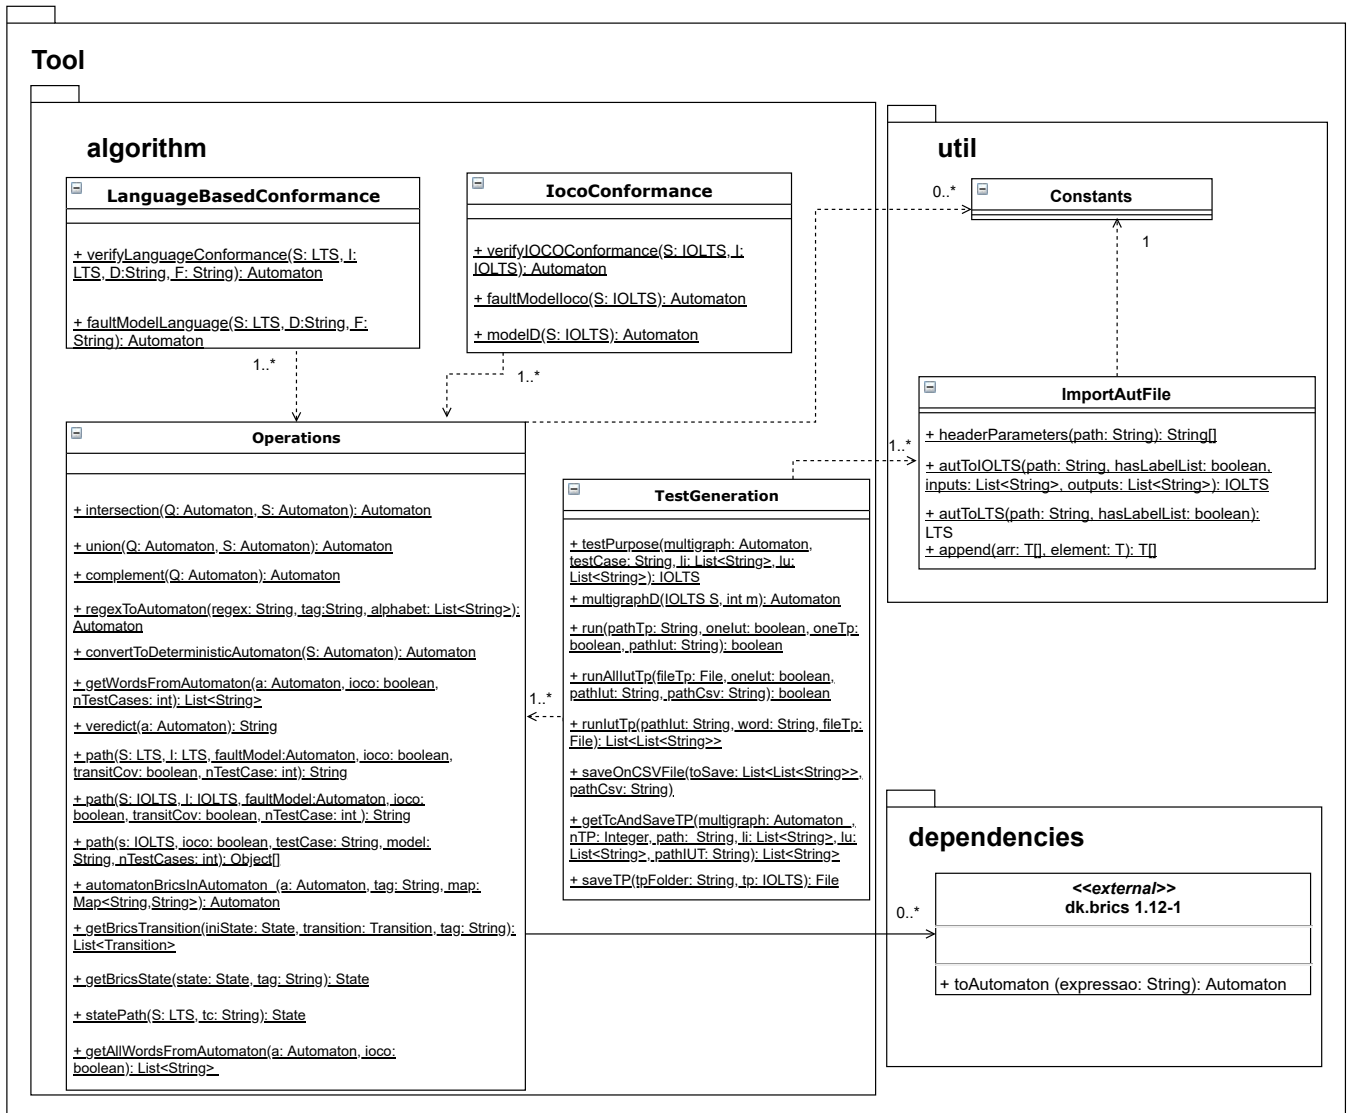 Tool
algorithm
LanguageBasedConformance
+ verifyLanguageConformance(S: LTS, I:
LTS, D:String, F: String): Automaton
+ faultModelLanguage(S: LTS, D:String, F:
String): Automaton
1..*
IocoConformance
+ verifyIOCOConformance(S: IOLTS, I:
IOLTS): Automaton
+ faultModelIoco(S: IOLTS): Automaton
+ modelD(S: IOLTS): Automaton
1..*
Operations
+ intersection(Q: Automaton, S: Automaton): Automaton
+ union(Q: Automaton, S: Automaton): Automaton
+ complement(Q: Automaton): Automaton
+ regexToAutomaton(regex: String, tag:String, alphabet: List<String>):
Automaton
+ convertToDeterministicAutomaton(S: Automaton): Automaton
+ getWordsFromAutomaton(a: Automaton, ioco: boolean,
nTestCases: int): List<String>
+ veredict(a: Automaton): String
+ path(S: LTS, I: LTS, faultModel:Automaton, ioco: boolean,
transitCov: boolean, nTestCase: int): String
+ path(S: IOLTS, I: IOLTS, faultModel:Automaton, ioco:
boolean, transitCov: boolean, nTestCase: int ): String
+ path(s: IOLTS, ioco: boolean, testCase: String, model:
String, nTestCases: int): Object[]
+ automatonBricsInAutomaton (a: Automaton, tag: String, map:
Map<String,String>): Automaton
+ getBricsTransition(iniState: State, transition: Transition, tag: String):
List<Transition>
+ getBricsState(state: State, tag: String): State
+ statePath(S: LTS, tc: String): State
+ getAllWordsFromAutomaton(a: Automaton, ioco:
boolean): List<String>
1..*
TestGeneration
+ testPurpose(multigraph: Automaton,
testCase: String, li: List<String>, lu:
List<String>): IOLTS
+ multigraphD(IOLTS S, int m): Automaton
+ run(pathTp: String, oneIut: boolean, oneTp:
boolean, pathIut: String): boolean
+ runAllIutTp(fileTp: File, oneIut: boolean,
pathIut: String, pathCsv: String): boolean
+ runIutTp(pathIut: String, word: String, fileTp:
File): List<List<String>>
+ saveOnCSVFile(toSave: List<List<String>>,
pathCsv: String)
+ getTcAndSaveTP(multigraph: Automaton ,
nTP: Integer, path: String, li: List<String>, lu:
List<String>, pathIUT: String): List<String>
+ saveTP(tpFolder: String, tp: IOLTS): File
util
0..*
Constants
1
ImportAutFile
1..*
+ headerParameters(path: String): String[]
+ autToIOLTS(path: String, hasLabelList: boolean,
inputs: List<String>, outputs: List<String>): IOLTS
+ autToLTS(path: String, hasLabelList: boolean):
LTS
+ append(arr: T[], element: T): T[]
dependencies
0..*
<<external>>
dk.brics 1.12-1
+ toAutomaton (expressao: String): Automaton